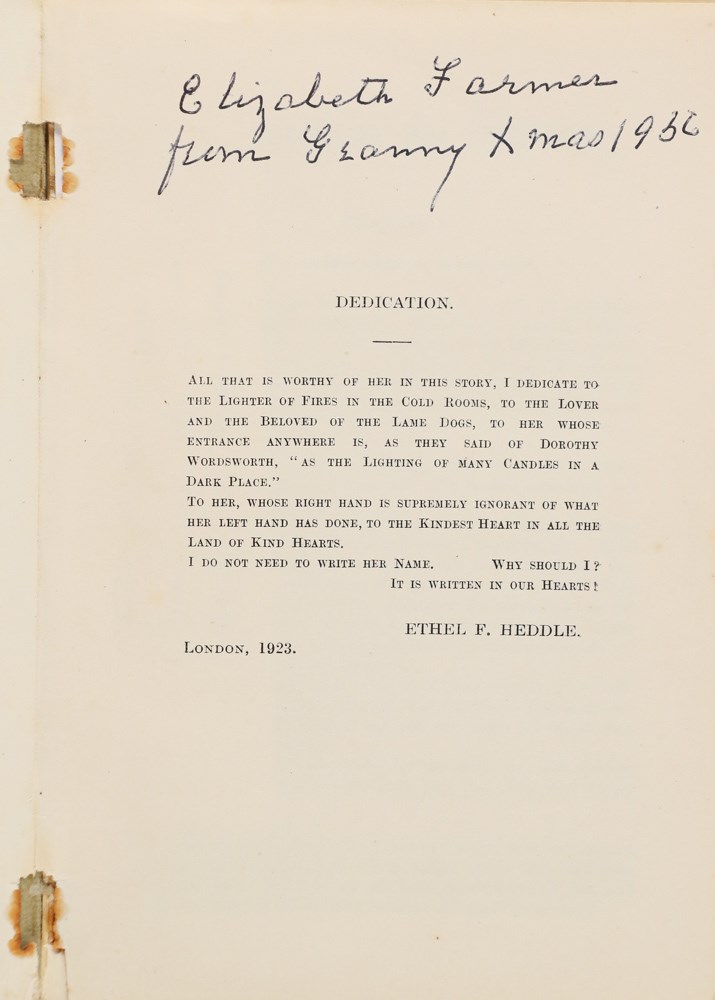 Elizabeth Farmer
from Granny Xmas 1956
DEDICATION.
ALL THAT IS WORTHY OF HER IN THIS STORY, I DEDICATE TO
THE LIGHTER OF FIRES IN THE COLD ROOMS, TO THE LOVER
AND THE BELOVED OF THE LAME DOGS, TO HER WHOSE
ENTRANCE ANYWHERE IS, AS THEY SAID OF DOROTHY
WORDSWORTH, "AS THE LIGHTING OF MANY CANDLES IN A
DARK PLACE."
TO HER, WHOSE RIGHT HAND IS SUPREMELY IGNORANT OF WHAT
HER LEFT HAND HAS DONE, TO THE KINDEST HEART IN ALL THE
LAND OF KIND HEARTS.
I DO NOT NEED TO WRITE HER NAME. WHY SHOULD I?
IT IS WRITTEN IN OUR HEARTS!
ETHEL F. HEDDLE.
LONDON, 1923.